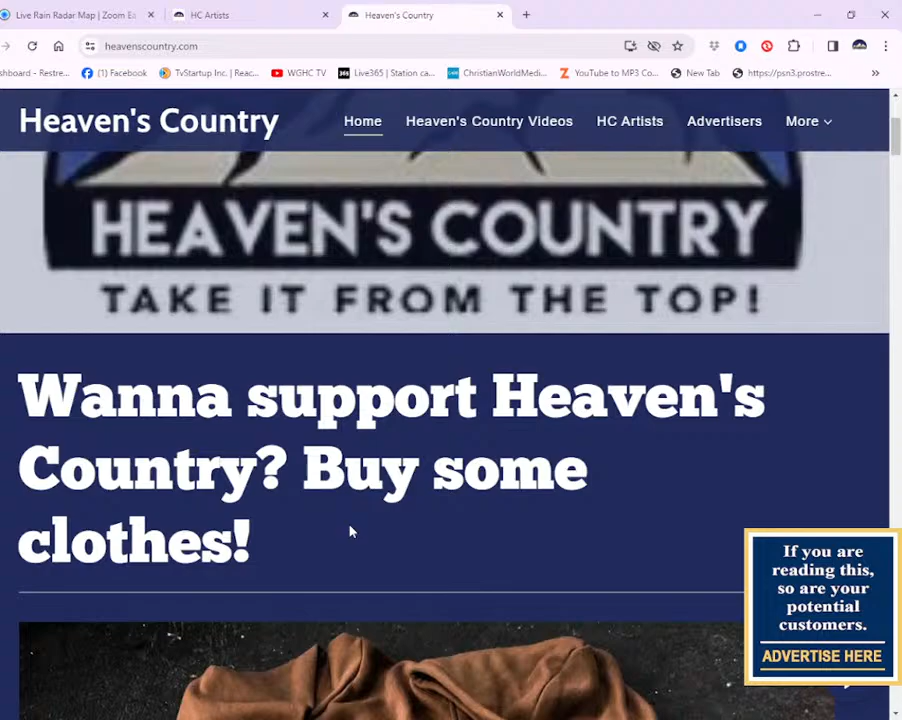 Live Rain Radar Map | Zoom Ea
HC Artists
Heaven's Country
heavenscountry.com
shboard - Restre...
(1) Facebook
TvStartup Inc. | Reac...
WGHC TV
Live365 | Station ca...
ChristianWorldMedi...
YouTube to MP3 Co...
New Tab
https://psn3.prostre...
Heaven's Country
Home
Heaven's Country Videos
HC Artists
Advertisers
More
HEAVEN'S COUNTRY
TAKE IT FROM THE TOP!
Wanna support Heaven's
Country? Buy some
clothes!
If you are
reading this,
so are your
potential
customers.
ADVERTISE HERE